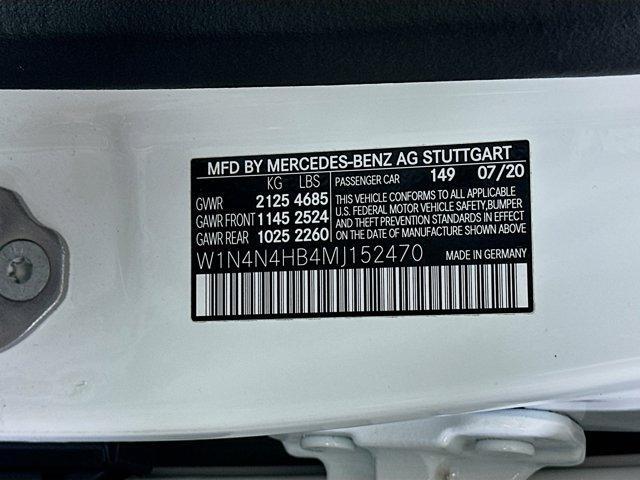 MFD BY MERCEDES-BENZ AG STUTTGART
KG LBS PASSENGER CAR 149 07/20
GVWR 2125 4685
GAWR FRONT 1145 2524
GAWR REAR 1025 2260
THIS VEHICLE CONFORMS TO ALL APPLICABLE
U.S. FEDERAL MOTOR VEHICLE SAFETY,BUMPER
AND THEFT PREVENTION STANDARDS IN EFFECT
ON THE DATE OF MANUFACTURE SHOWN ABOVE.
W1N4N4HB4MJ152470 MADE IN GERMANY